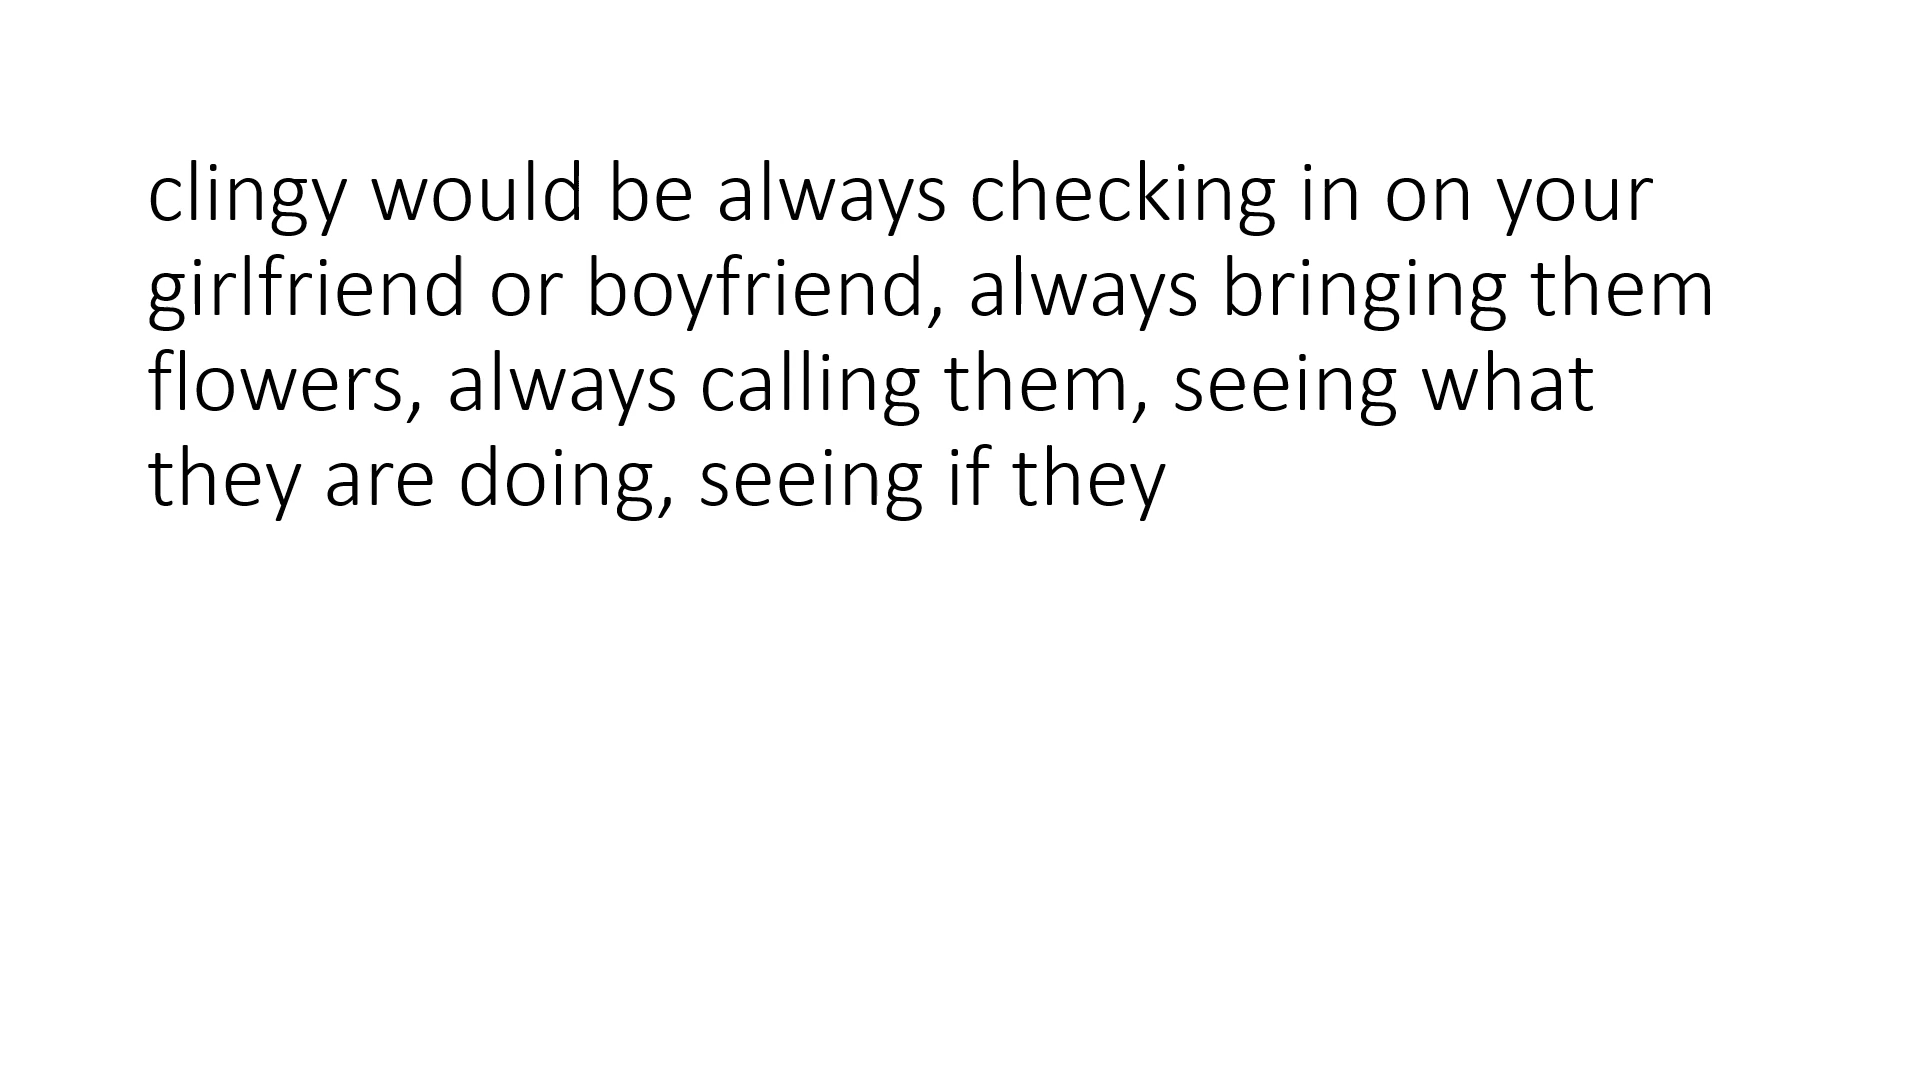 clingy would be always checking in on your
girlfriend or boyfriend, always bringing them
flowers, always calling them, seeing what
they are doing, seeing if they